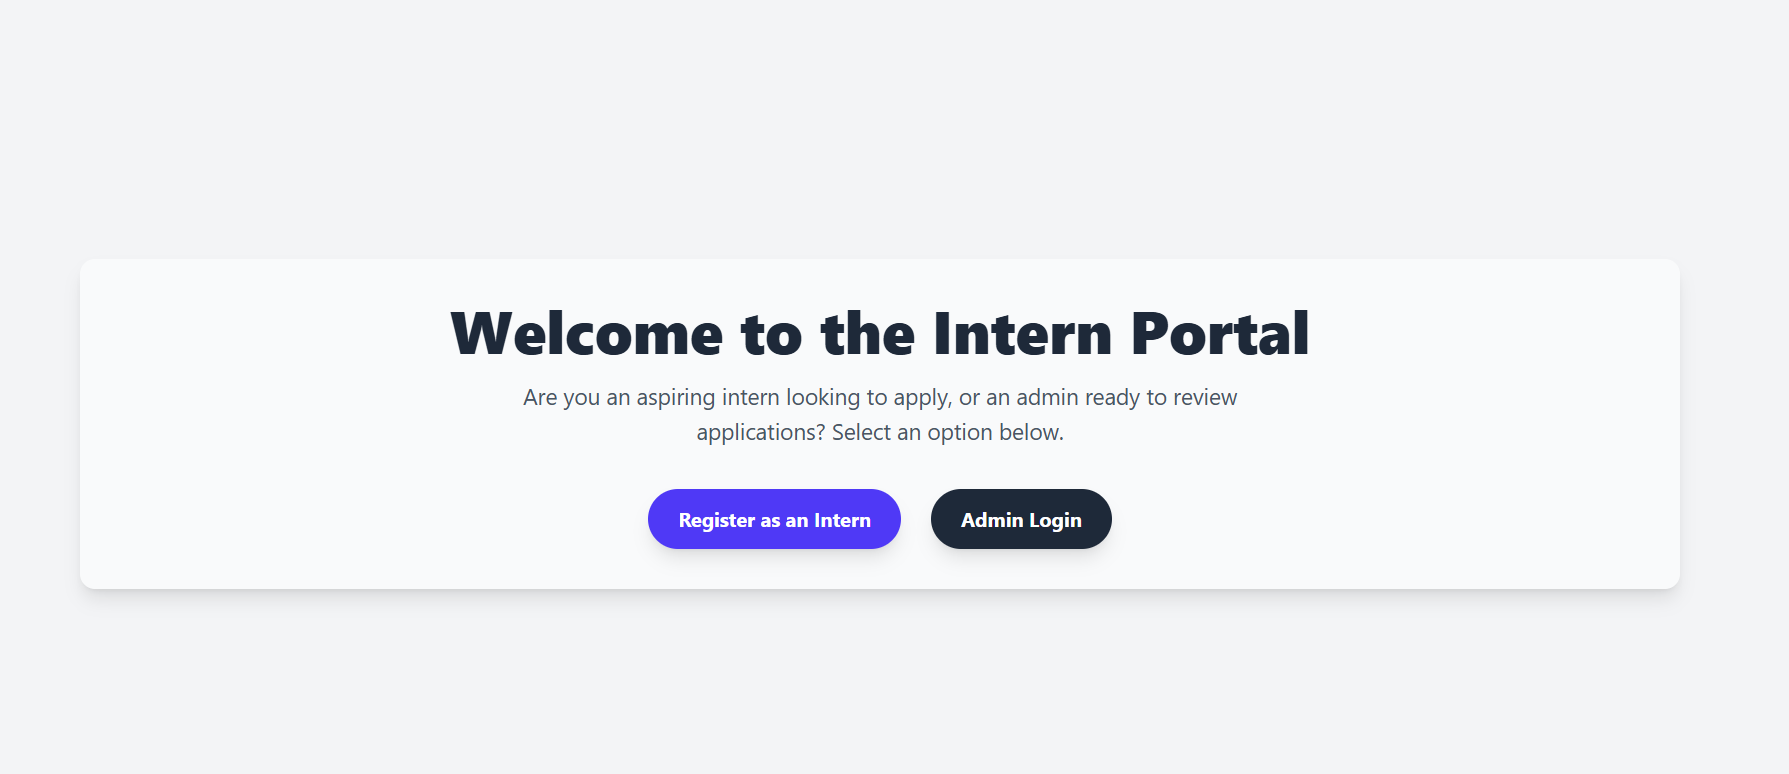 Welcome to the Intern Portal
Are you an aspiring intern looking to apply, or an admin ready to review
applications? Select an option below.
Register as an Intern
Admin Login